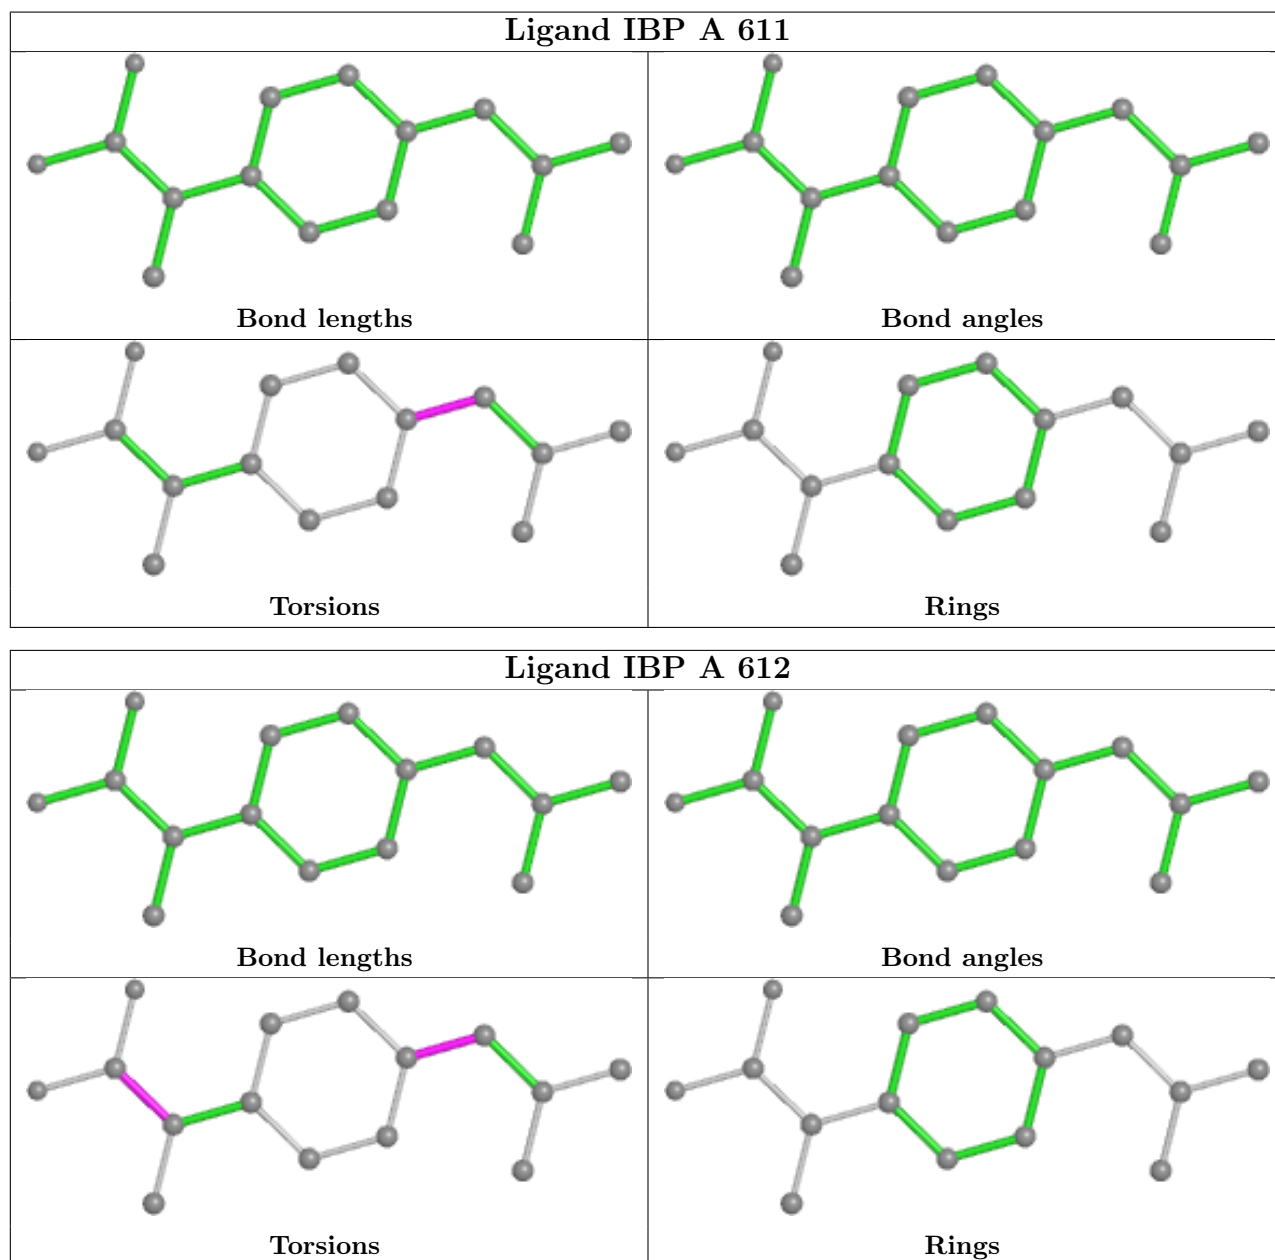 Ligand IBP A 611
Bond lengths
Bond angles
Torsions
Rings
Ligand IBP A 612
Bond lengths
Bond angles
Torsions
Rings